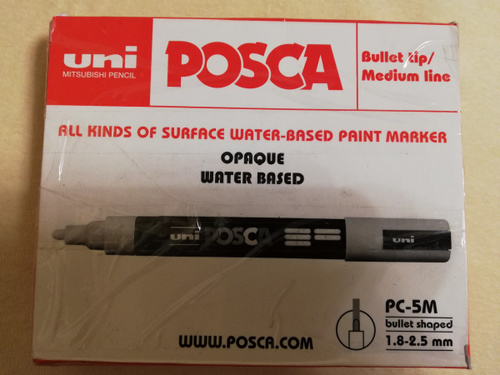 uni
MITSUBISHI PENCIL
POSCA
Bullet tip/
Medium line
ALL KINDS OF SURFACE WATER-BASED PAINT MARKER
OPAQUE
WATER BASED
uni POSCA
uni
PC-5M
bullet shaped
1.8-2.5 mm
WWW.POSCA.COM